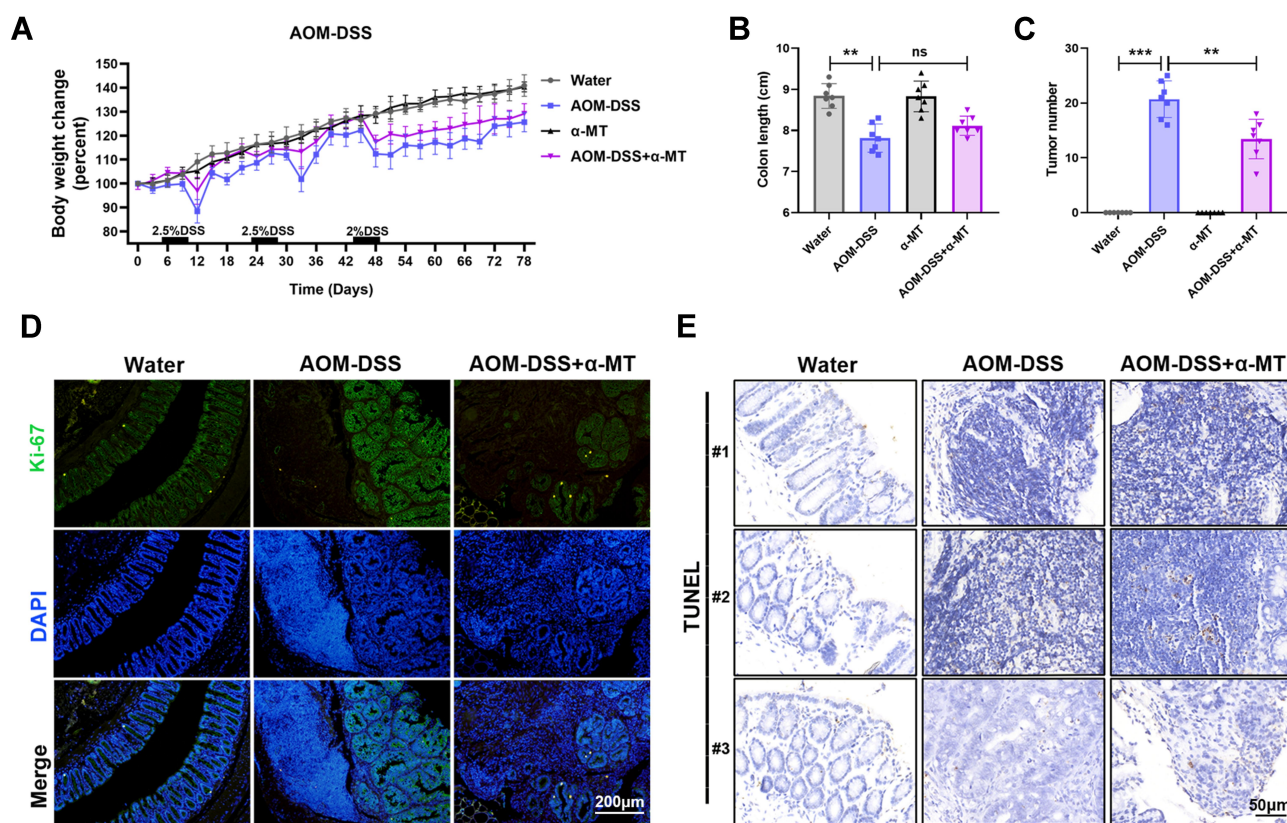 A
AOM-DSS
Body weight change
(percent)
150
140
130
120
110
100
90
80
2.5%DSS
2.5%DSS
2%DSS
0 6 12 18 24 30 36 42 48 54 60 66 72 78
Time (Days)
Water
AOM-DSS
α-MT
AOM-DSS+α-MT
B
Colon length (cm)
10
9
8
7
6
** ns
Water
AOM-DSS
α-MT
AOM-DSS+α-MT
C
Tumor number
30
20
10
0
*** **
Water
AOM-DSS
α-MT
AOM-DSS+α-MT
D
Water AOM-DSS AOM-DSS+α-MT
Ki-67
DAPI
Merge
200μm
E
Water AOM-DSS AOM-DSS+α-MT
TUNEL
#1
#2
#3
50μm